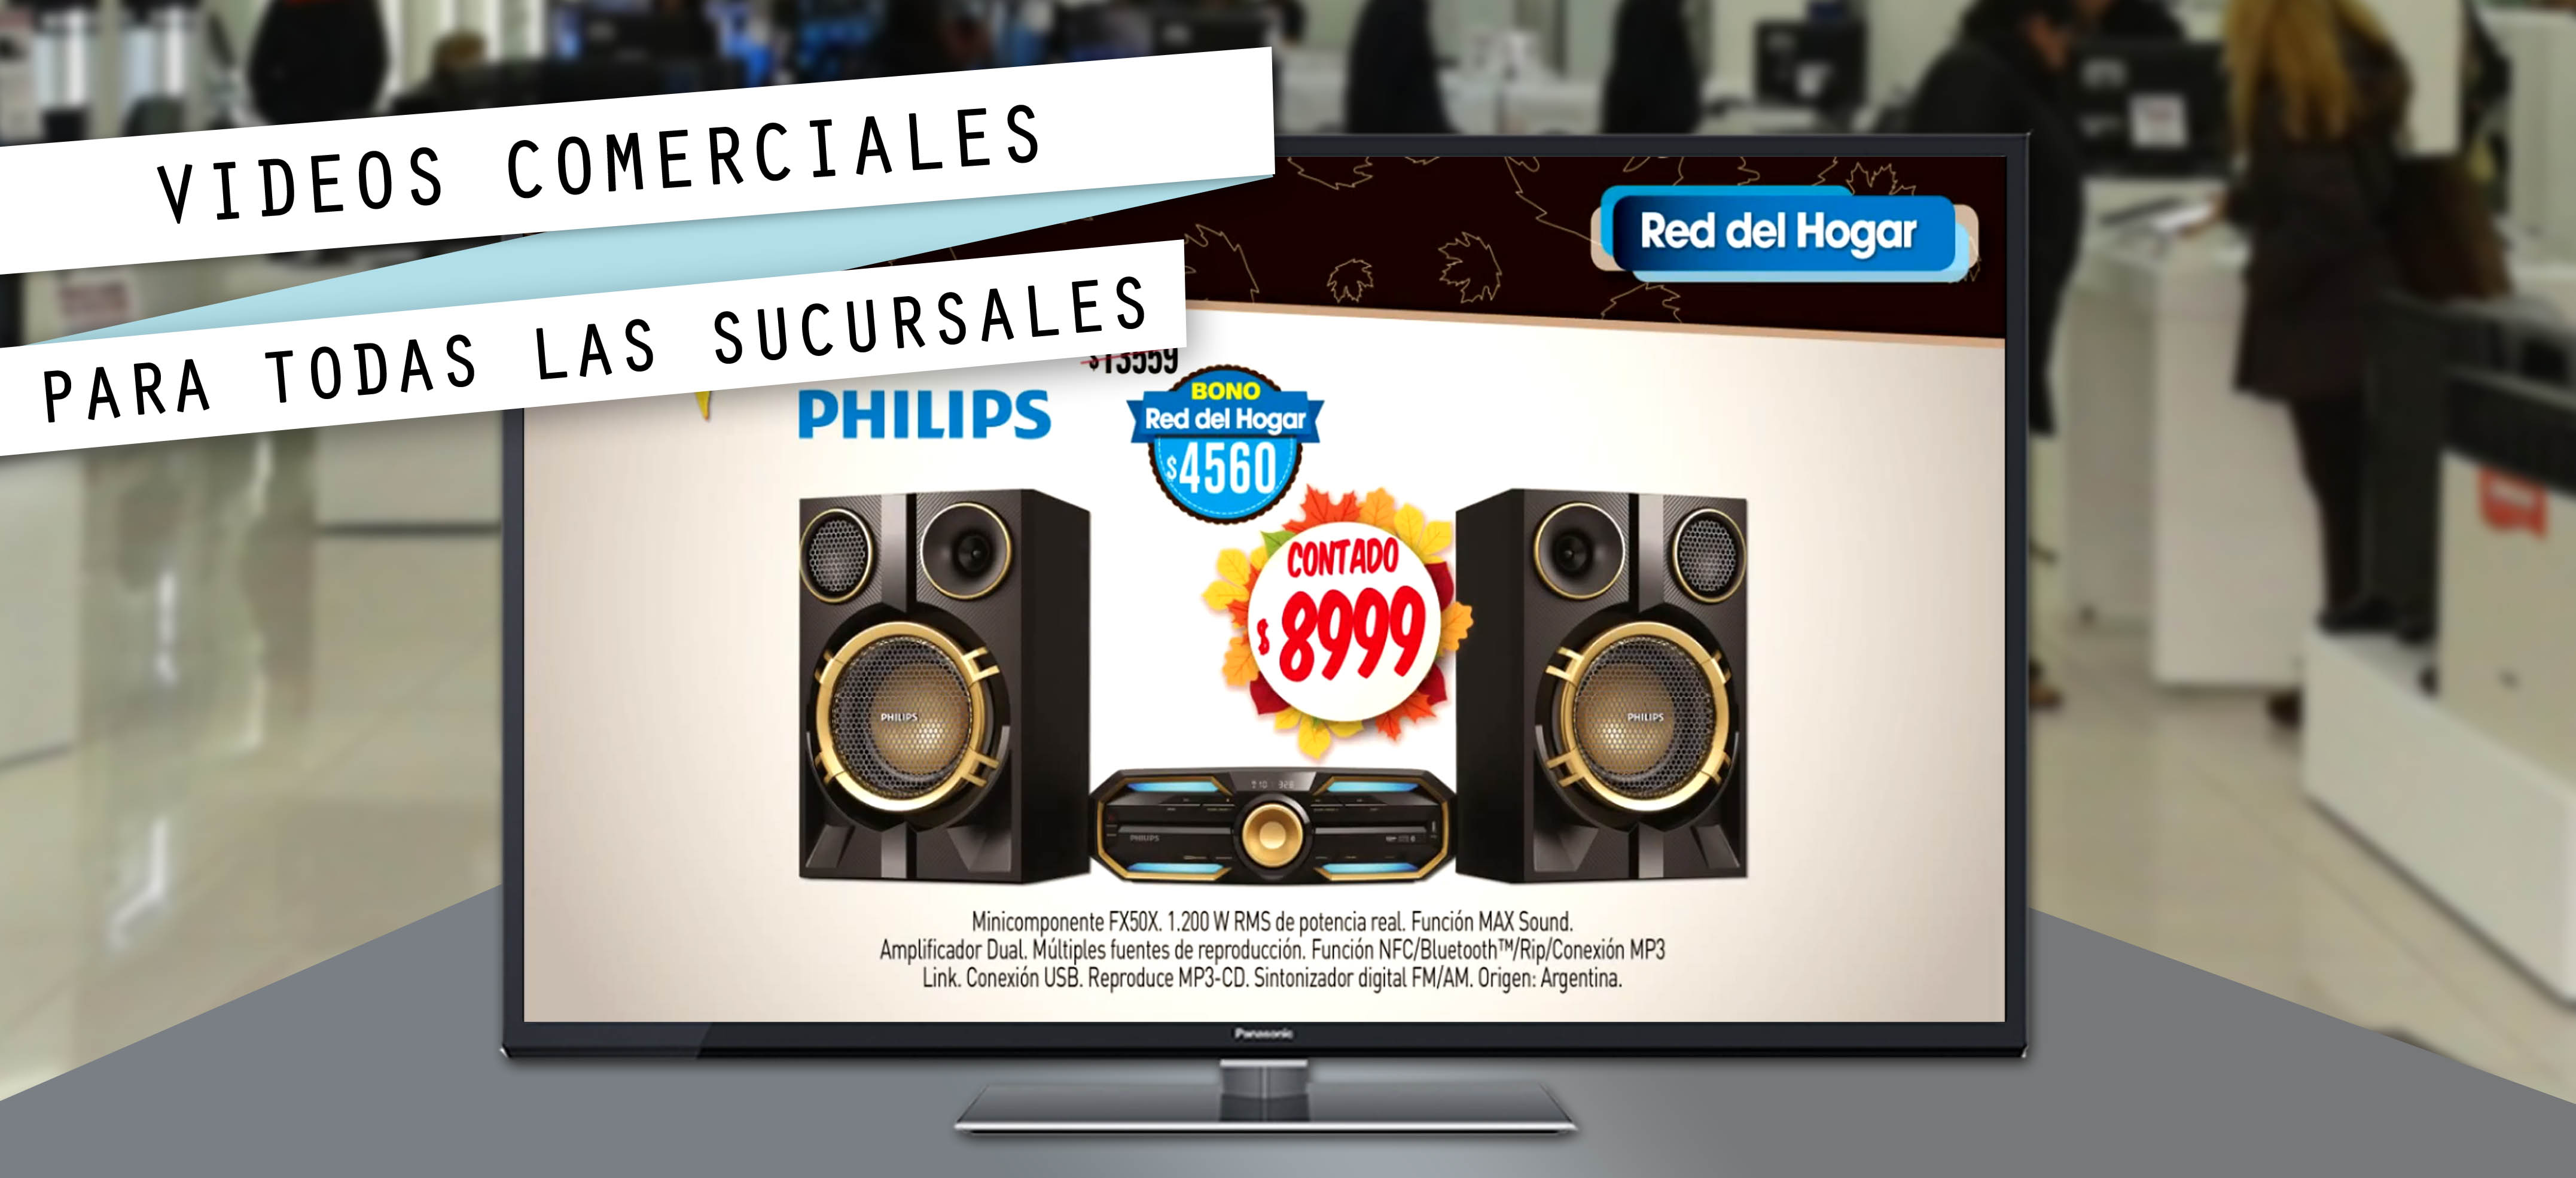 VIDEOS COMERCIALES
PARA TODAS LAS SUCURSALES
Red del Hogar
$13559
PHILIPS
BONO
Red del Hogar
$4560
CONTADO
$8999
PHILIPS
PHILIPS
PHILIPS
Minicomponente FX50X. 1.200 W RMS de potencia real. Función MAX Sound.
Amplificador Dual. Múltiples fuentes de reproducción. Función NFC/Bluetooth™/Rip/Conexión MP3
Link. Conexión USB. Reproduce MP3-CD. Sintonizador digital FM/AM. Origen: Argentina.
Panasonic